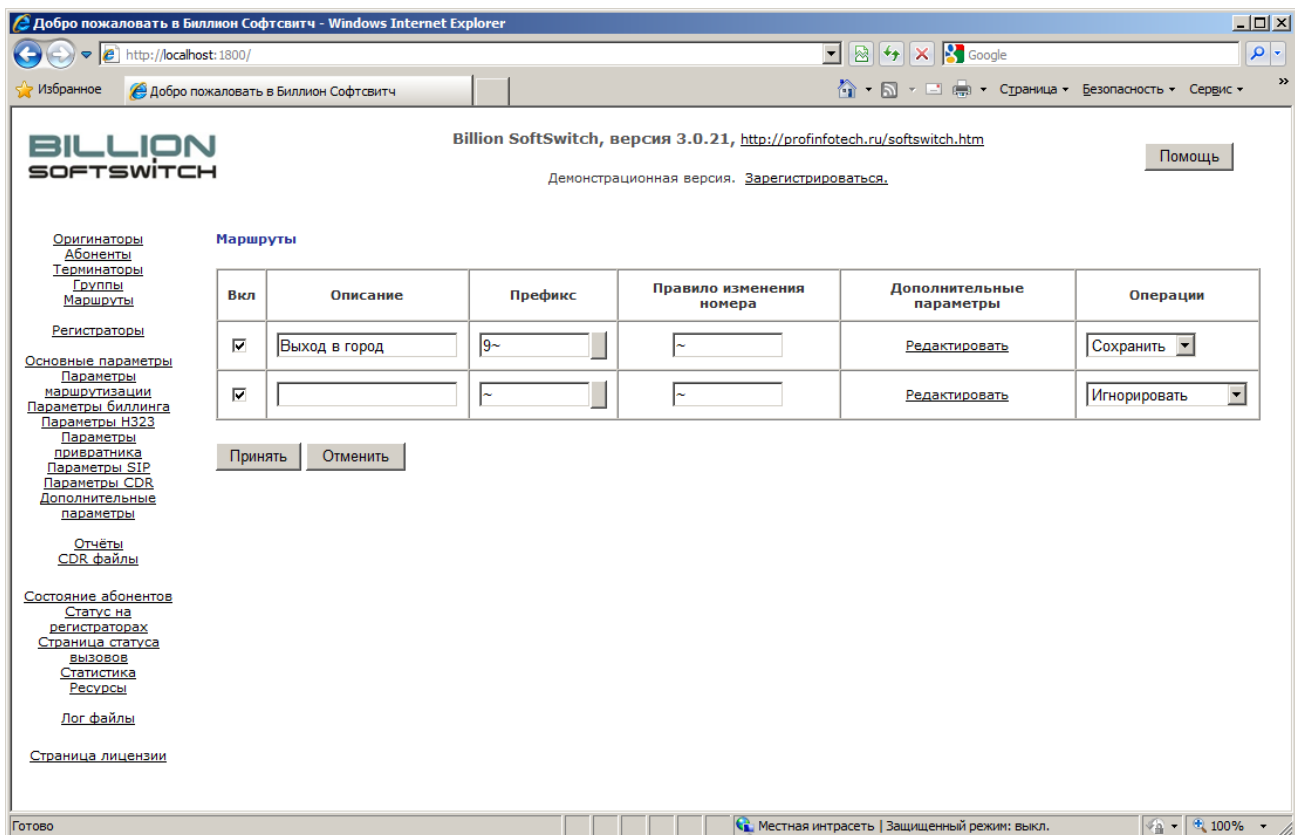 Добро пожаловать в Биллион Софтсвитч - Windows Internet Explorer
http://localhost:1800/
Google
Избранное
Добро пожаловать в Биллион Софтсвитч
Страница
Безопасность
Сервис
»
BILLION
SOFTSWITCH
Billion SoftSwitch, версия 3.0.21, http://profinfotech.ru/softswitch.htm
Демонстрационная версия. Зарегистрироваться.
Помощь
Оригинаторы
Абоненты
Терминаторы
Группы
Маршруты
Регистраторы
Основные параметры
Параметры
маршрутизации
Параметры биллинга
Параметры H323
Параметры
привратника
Параметры SIP
Параметры CDR
Дополнительные
параметры
Отчёты
CDR файлы
Состояние абонентов
Статус на
регистраторах
Страница статуса
вызовов
Статистика
Ресурсы
Лог файлы
Страница лицензии
Маршруты
Вкл
Описание
Префикс
Правило изменения
номера
Дополнительные
параметры
Операции
Выход в город
9~
~
Редактировать
Сохранить
~
~
Редактировать
Игнорировать
Принять
Отменить
Готово
Местная интрасеть | Защищенный режим: выкл.
100%